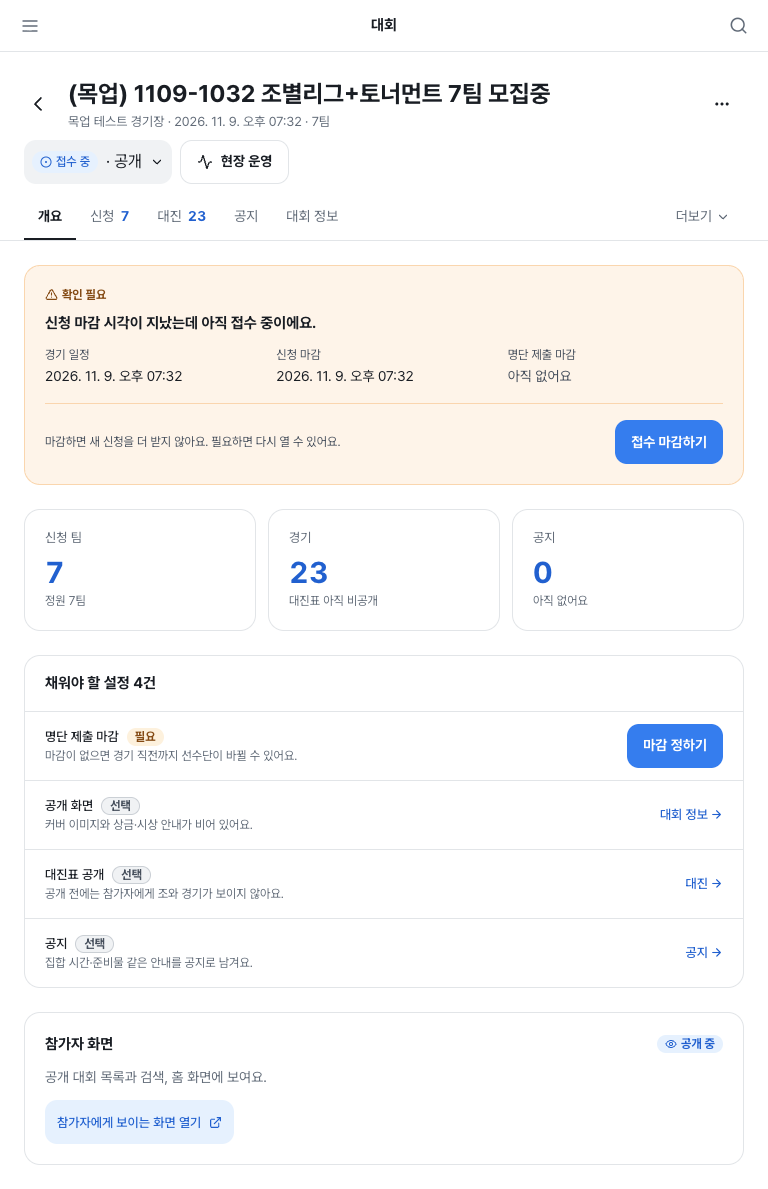 대회
(목업) 1109-1032 조별리그+토너먼트 7팀 모집중
목업 테스트 경기장 · 2026. 11. 9. 오후 07:32 · 7팀
접수 중 · 공개
현장 운영
개요
신청 7
대진 23
공지
대회 정보
더보기
확인 필요
신청 마감 시각이 지났는데 아직 접수 중이에요.
경기 일정
2026. 11. 9. 오후 07:32
신청 마감
2026. 11. 9. 오후 07:32
명단 제출 마감
아직 없어요
마감하면 새 신청을 더 받지 않아요. 필요하면 다시 열 수 있어요.
접수 마감하기
신청 팀
7
정원 7팀
경기
23
대진표 아직 비공개
공지
0
아직 없어요
채워야 할 설정 4건
명단 제출 마감 필요
마감이 없으면 경기 직전까지 선수단이 바뀔 수 있어요.
마감 정하기
공개 화면 선택
커버 이미지와 상금·시상 안내가 비어 있어요.
대회 정보 →
대진표 공개 선택
공개 전에는 참가자에게 조와 경기가 보이지 않아요.
대진 →
공지 선택
집합 시간·준비물 같은 안내를 공지로 남겨요.
공지 →
참가자 화면
공개 중
공개 대회 목록과 검색, 홈 화면에 보여요.
참가자에게 보이는 화면 열기